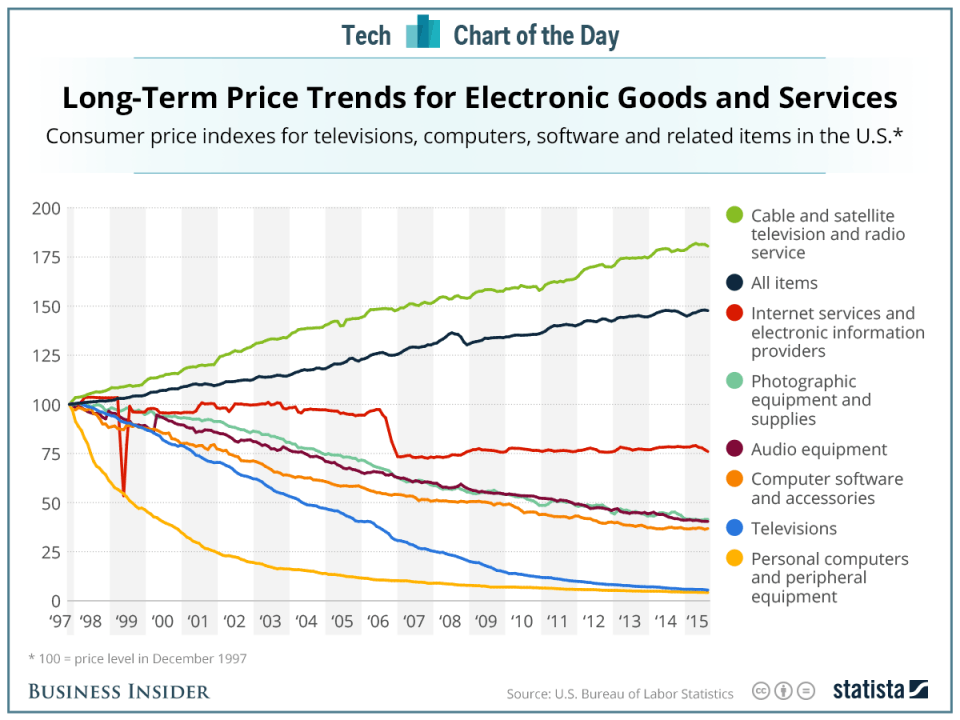 Tech Chart of the Day
Long-Term Price Trends for Electronic Goods and Services
Consumer price indexes for televisions, computers, software and related items in the U.S.*
200
175
150
125
100
75
50
25
0
‘97 ‘98 ‘99 ‘00 ‘01 ‘02 ‘03 ‘04 ‘05 ‘06 ‘07 ‘08 ‘09 ‘10 ‘11 ‘12 ‘13 ‘14 ‘15
Cable and satellite
television and radio
service
All items
Internet services and
electronic information
providers
Photographic
equipment and
supplies
Audio equipment
Computer software
and accessories
Televisions
Personal computers
and peripheral
equipment
* 100 = price level in December 1997
BUSINESS INSIDER
Source: U.S. Bureau of Labor Statistics
cc
statista